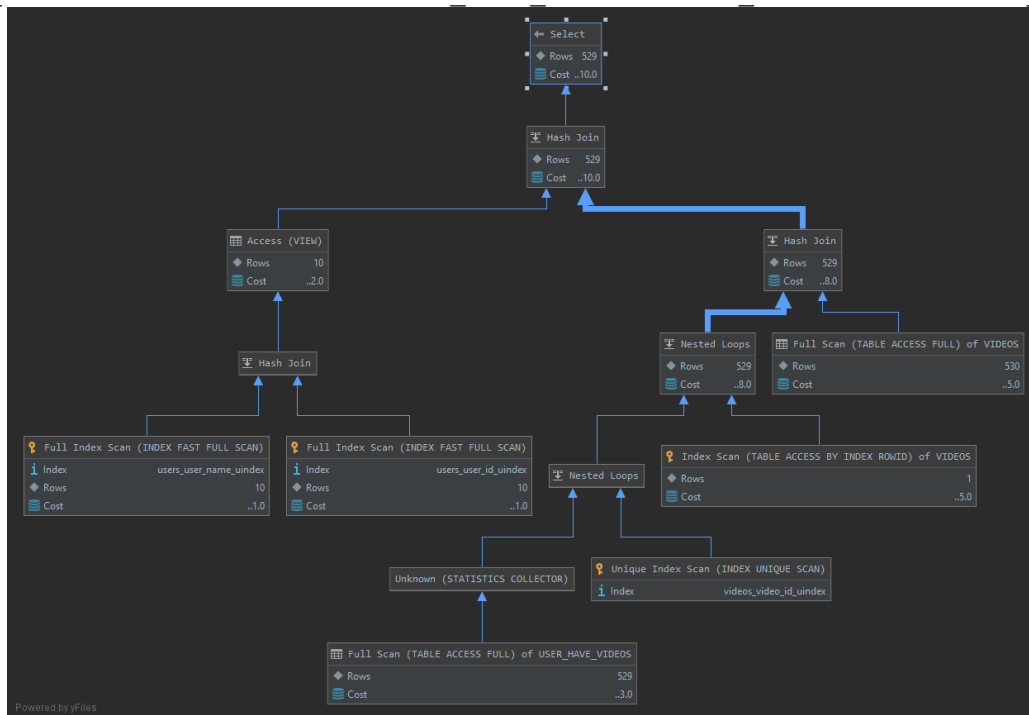 Select
Rows 529
Cost ..10.0
Hash Join
Rows 529
Cost ..10.0
Access (VIEW)
Rows 10
Cost ..2.0
Hash Join
Rows 529
Cost ..8.0
Nested Loops
Rows 529
Cost ..8.0
Full Scan (TABLE ACCESS FULL) of VIDEOS
Rows 530
Cost ..5.0
Hash Join
Full Index Scan (INDEX FAST FULL SCAN)
Index users_user_name_uindex
Rows 10
Cost ..1.0
Full Index Scan (INDEX FAST FULL SCAN)
Index users_user_id_uindex
Rows 10
Cost ..1.0
Nested Loops
Index Scan (TABLE ACCESS BY INDEX ROWID) of VIDEOS
Rows 1
Cost ..5.0
Unknown (STATISTICS COLLECTOR)
Unique Index Scan (INDEX UNIQUE SCAN)
Index videos_video_id_uindex
Full Scan (TABLE ACCESS FULL) of USER_HAVE_VIDEOS
Rows 529
Cost ..3.0
Powered by yFiles